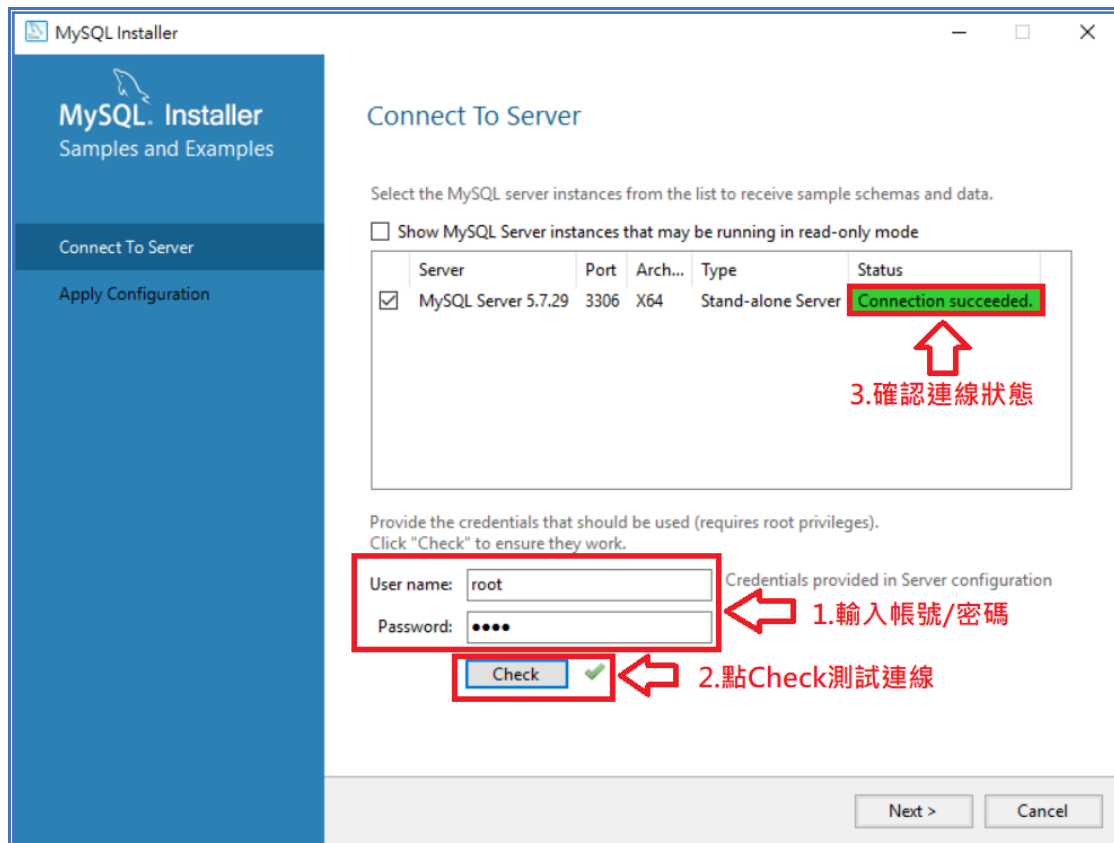 MySQL Installer
MySQL. Installer
Samples and Examples
Connect To Server
Apply Configuration
Connect To Server
Select the MySQL server instances from the list to receive sample schemas and data.
Show MySQL Server instances that may be running in read-only mode
Server Port Arch... Type Status
MySQL Server 5.7.29 3306 X64 Stand-alone Server Connection succeeded.
3.確認連線狀態
Provide the credentials that should be used (requires root privileges).
Click "Check" to ensure they work.
User name: root Credentials provided in Server configuration
Password: ●●●● 1.輸入帳號/密碼
Check 2.點Check測試連線
Next > Cancel